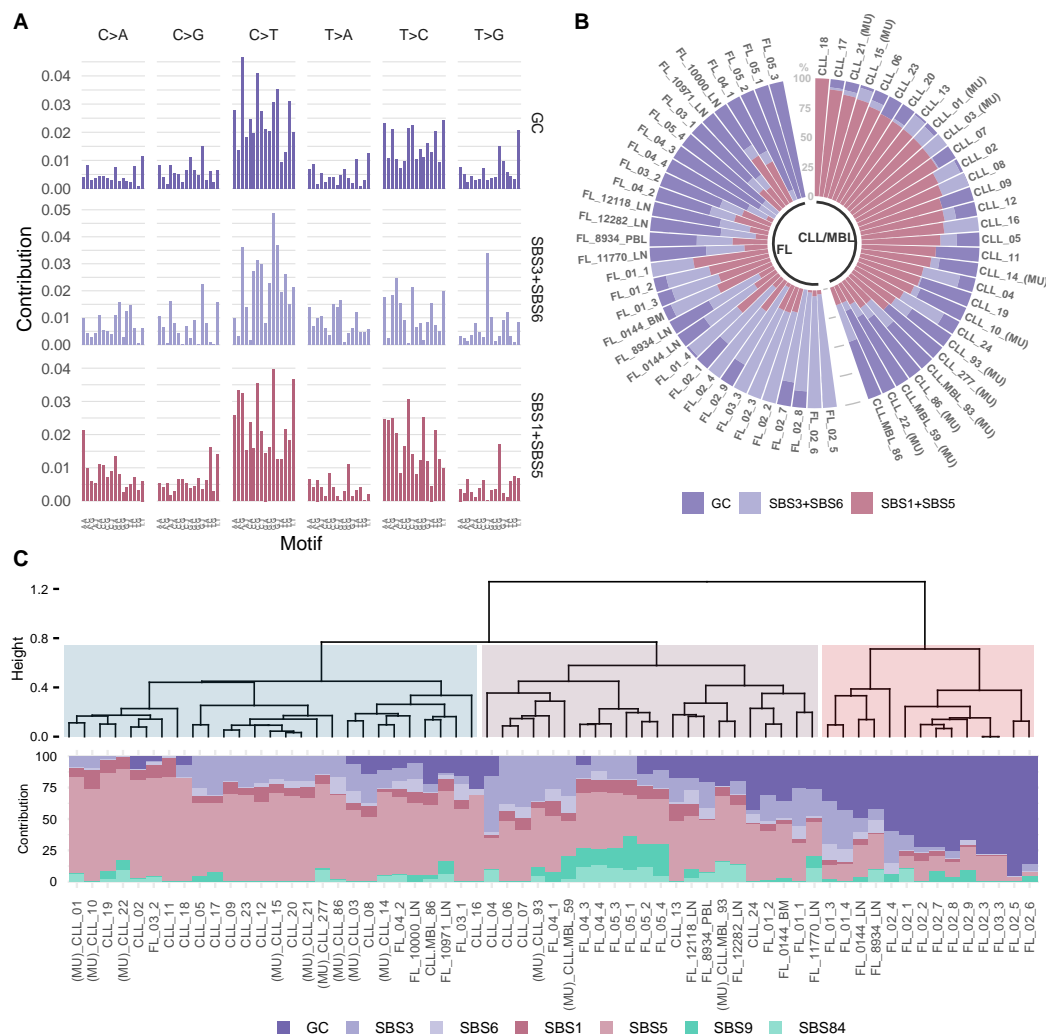 A
C>A C>G C>T T>A T>C T>G
0.04
0.03
0.02
0.01
0.00
GC
0.05
0.04
0.03
0.02
0.01
0.00
SBS3+SBS6
0.04
0.03
0.02
0.01
0.00
SBS1+SBS5
Contribution
Motif
B
%
100
75
50
25
0
FL
CLL/MBL
CLL_18
CLL_17
CLL_21_(MU)
CLL_15_(MU)
CLL_06
CLL_23
CLL_20
CLL_13
CLL_01_(MU)
CLL_03_(MU)
CLL_07
CLL_02
CLL_08
CLL_09
CLL_12
CLL_16
CLL_05
CLL_11
CLL_14_(MU)
CLL_04
CLL_19
CLL_10_(MU)
CLL_24
CLL_93_(MU)
CLL_277_(MU)
CLL.MBL_93_(MU)
CLL_86_(MU)
CLL.MBL_59_(MU)
CLL_22_(MU)
CLL.MBL_86
FL_02_5
FL_02_6
FL_02_8
FL_02_7
FL_02_2
FL_02_3
FL_03_3
FL_02_9
FL_02_4
FL_02_1
FL_01_4
FL_0144_LN
FL_8934_LN
FL_0144_BM
FL_01_3
FL_01_2
FL_01_1
FL_11770_LN
FL_8934_PBL
FL_12282_LN
FL_12118_LN
FL_04_2
FL_03_2
FL_04_4
FL_04_3
FL_05_4
FL_03_1
FL_10971_LN
FL_10000_LN
FL_04_1
FL_05_2
FL_05_1
FL_05_3
GC SBS3+SBS6 SBS1+SBS5
C
Height
1.2
0.8
0.4
0.0
Contribution
100
75
50
25
0
(MU)_CLL_01
(MU)_CLL_10
CLL_19
(MU)_CLL_22
CLL_02
FL_03_2
CLL_11
CLL_18
CLL_05
CLL_17
CLL_09
CLL_23
CLL_12
(MU)_CLL_15
CLL_20
CLL_21
(MU)_CLL_277
(MU)_CLL_86
(MU)_CLL_03
CLL_08
(MU)_CLL_14
FL_04_2
FL_10000_LN
CLL.MBL_86
FL_10971_LN
FL_03_1
CLL_16
CLL_04
CLL_06
CLL_07
(MU)_CLL_93
FL_04_1
(MU)_CLL.MBL_59
FL_04_3
FL_04_4
FL_05_3
FL_05_1
FL_05_2
FL_05_4
CLL_13
FL_12118_LN
FL_8934_PBL
(MU)_CLL.MBL_93
FL_12282_LN
CLL_24
FL_01_2
FL_0144_BM
FL_01_1
FL_11770_LN
FL_01_3
FL_01_4
FL_0144_LN
FL_8934_LN
FL_02_4
FL_02_1
FL_02_2
FL_02_7
FL_02_8
FL_02_9
FL_02_3
FL_03_3
FL_02_5
FL_02_6
GC SBS3 SBS6 SBS1 SBS5 SBS9 SBS84